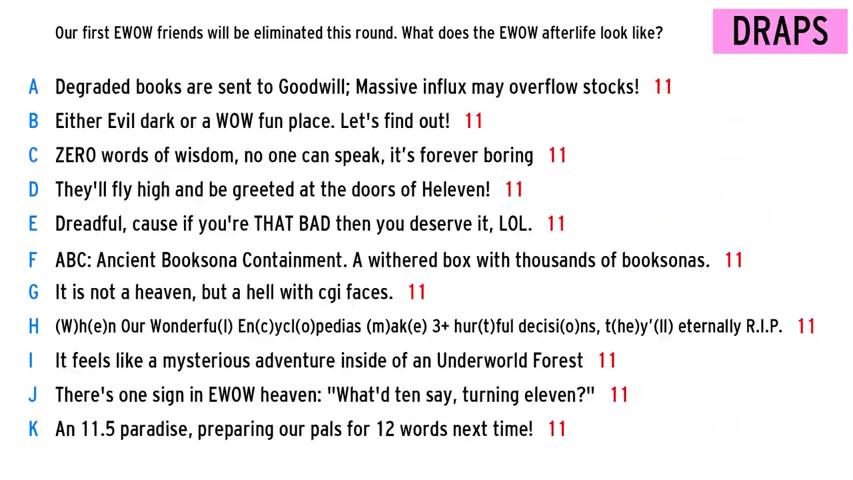 Our first EWOW friends will be eliminated this round. What does the EWOW afterlife look like?
DRAPS
A Degraded books are sent to Goodwill; Massive influx may overflow stocks! 11
B Either Evil dark or a WOW fun place. Let's find out! 11
C ZERO words of wisdom, no one can speak, it’s forever boring 11
D They'll fly high and be greeted at the doors of Heleven! 11
E Dreadful, cause if you're THAT BAD then you deserve it, LOL. 11
F ABC: Ancient Booksona Containment. A withered box with thousands of booksonas. 11
G It is not a heaven, but a hell with cgi faces. 11
H (W)h(e)n Our Wonderfu(l) En(c)ycl(o)pedias (m)ak(e) 3+ hur(t)ful decisi(o)ns, t(he)y’(ll) eternally R.I.P. 11
I It feels like a mysterious adventure inside of an Underworld Forest 11
J There's one sign in EWOW heaven: "What'd ten say, turning eleven?" 11
K An 11.5 paradise, preparing our pals for 12 words next time! 11